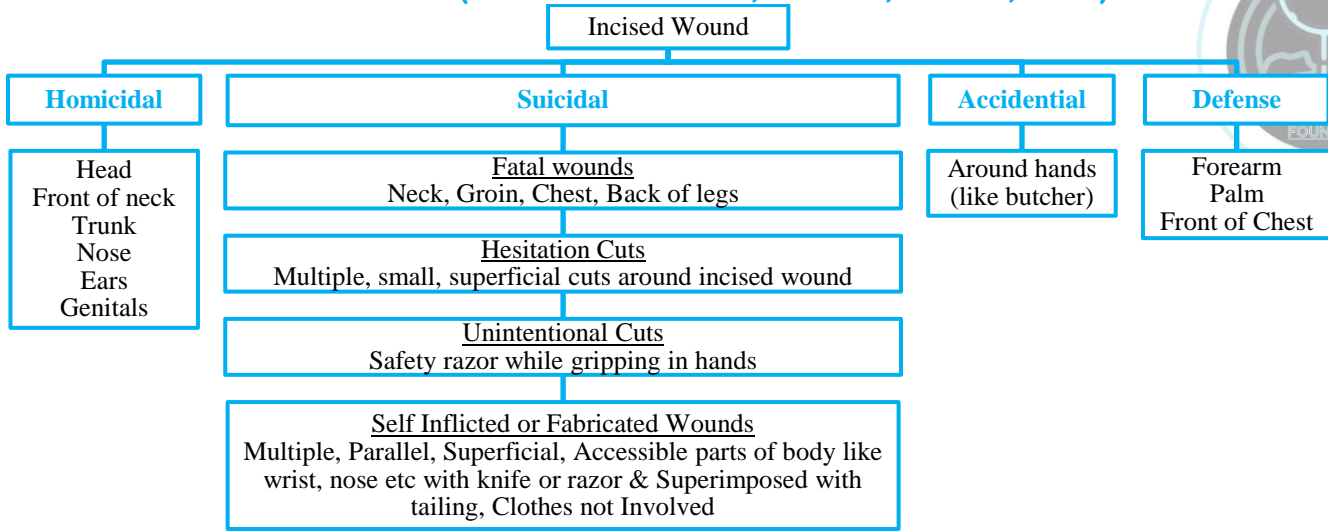 Incised Wound
Homicidal
Suicidal
Accidential
Defense
Head
Front of neck
Trunk
Nose
Ears
Genitals
Fatal wounds
Neck, Groin, Chest, Back of legs
Hesitation Cuts
Multiple, small, superficial cuts around incised wound
Unintentional Cuts
Safety razor while gripping in hands
Self Inflicted or Fabricated Wounds
Multiple, Parallel, Superficial, Accessible parts of body like
wrist, nose etc with knife or razor & Superimposed with
tailing, Clothes not Involved
Around hands
(like butcher)
Forearm
Palm
Front of Chest